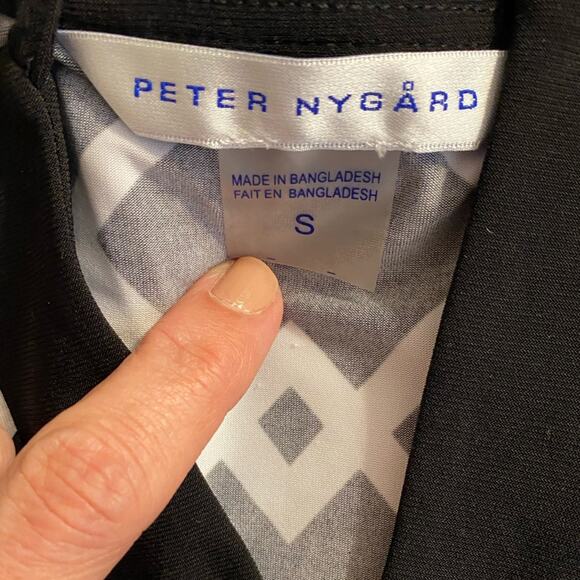 PETER NYGÅRD
MADE IN BANGLADESH
FAIT EN BANGLADESH
S